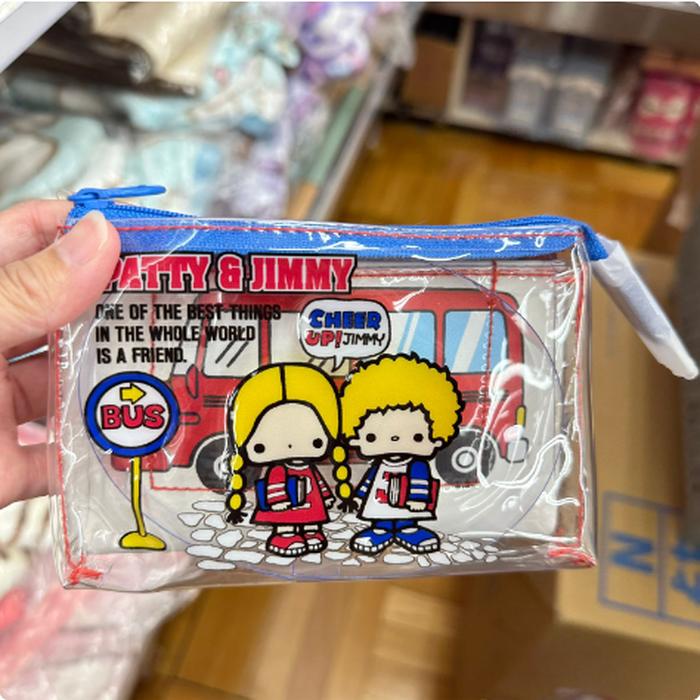 PATTY & JIMMY
ONE OF THE BEST THINGS
IN THE WHOLE WORLD
IS A FRIEND.
CHEER
UP! JIMMY
BUS
J